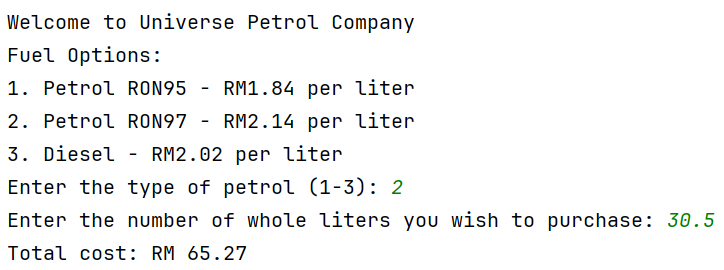 Welcome to Universe Petrol Company
Fuel Options:
1. Petrol RON95 - RM1.84 per liter
2. Petrol RON97 - RM2.14 per liter
3. Diesel - RM2.02 per liter
Enter the type of petrol (1-3): 2
Enter the number of whole liters you wish to purchase: 30.5
Total cost: RM 65.27